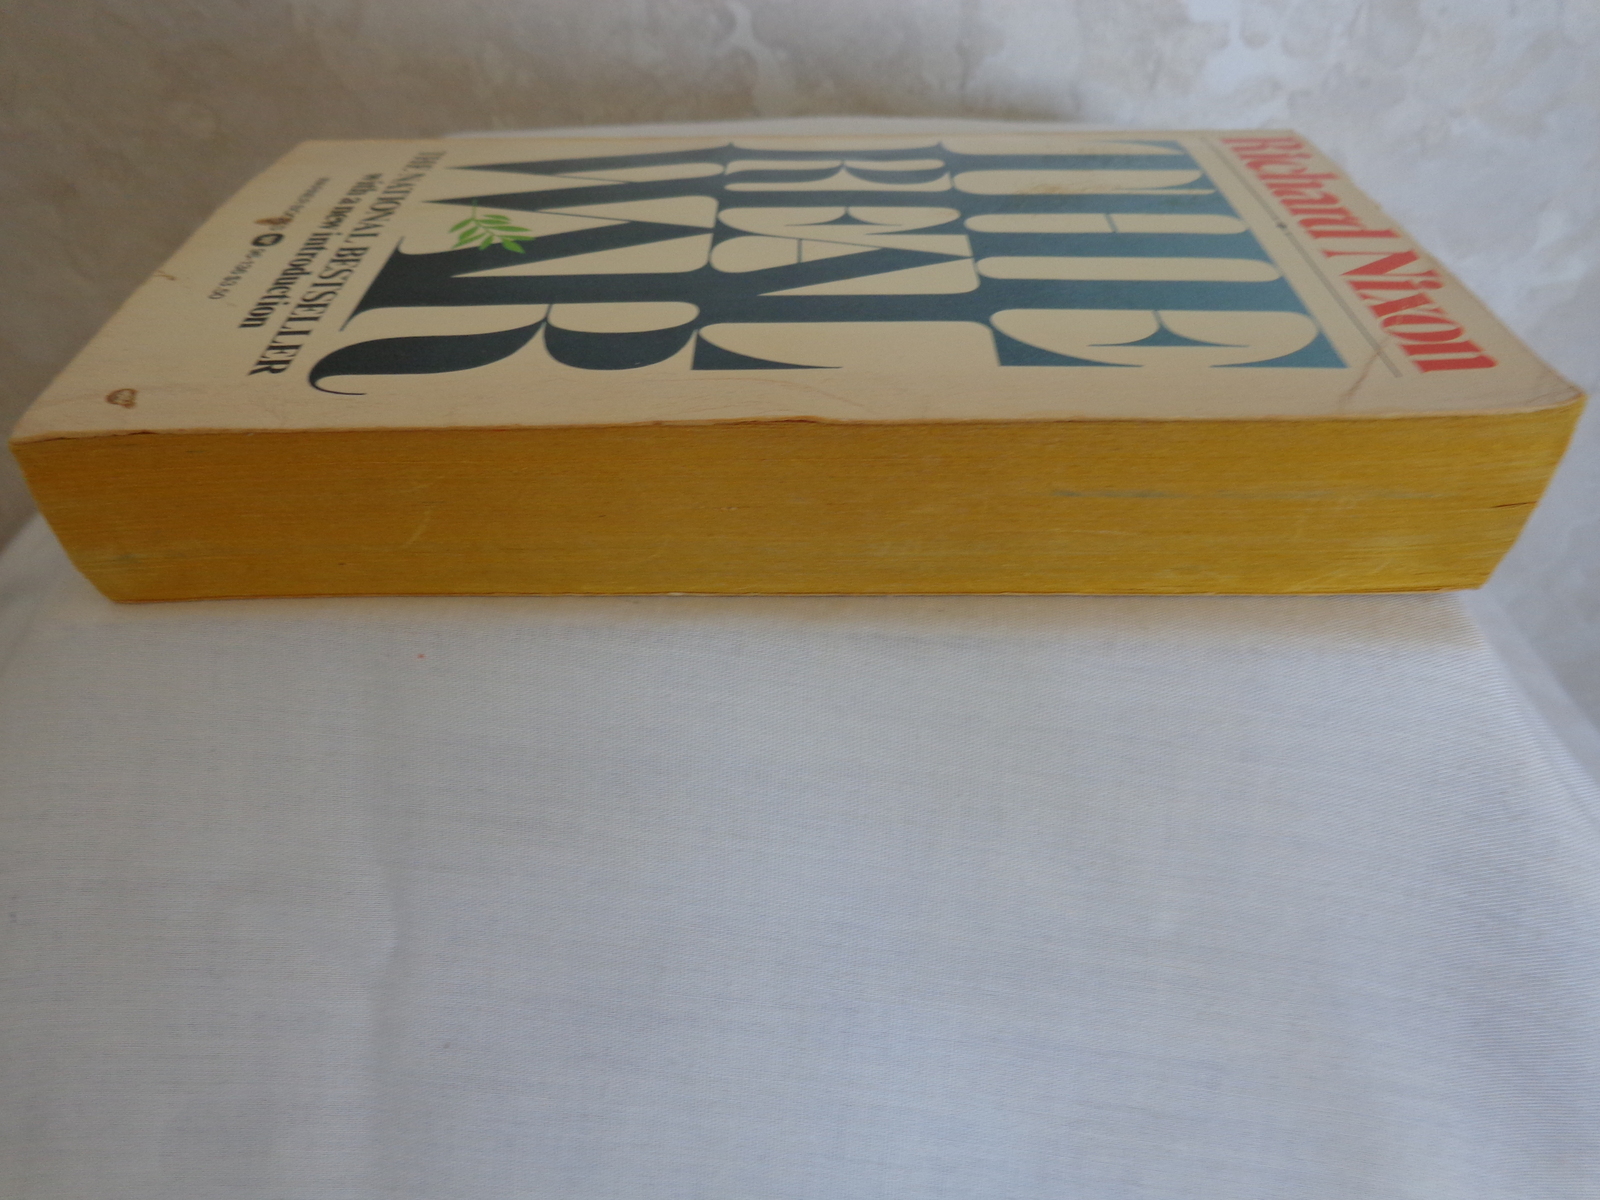 Richard Nixon
THE
REAL
WAR
THE NATIONAL BESTSELLER
with a new introduction